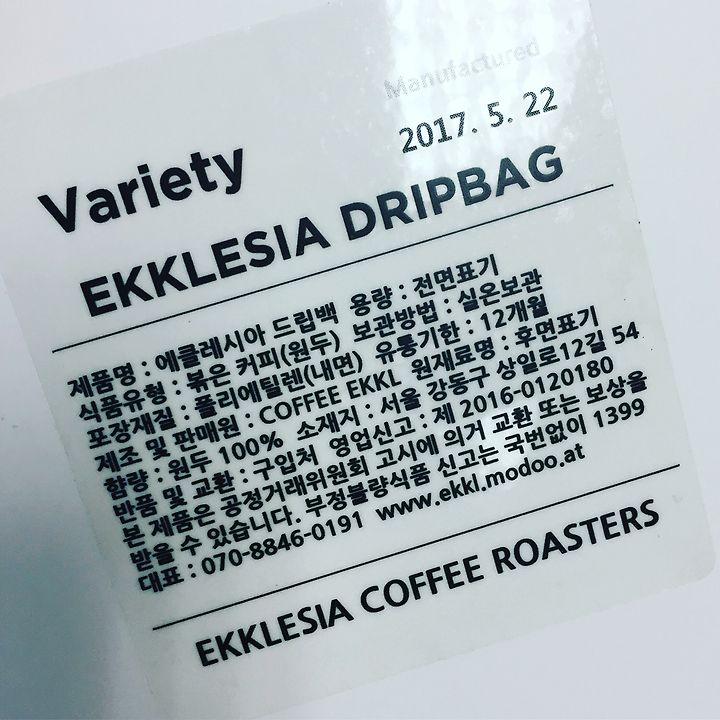 Manufactured
2017. 5. 22
Variety
EKKLESIA DRIPBAG
제품명 : 에클레시아 드립백 용량 : 전면표기
식품유형 : 볶은 커피(원두) 보관방법 : 실온보관
포장재질 : 폴리에틸렌(내면) 유통기한 : 12개월
제조 및 판매원 : COFFEE EKKL 원재료명 : 후면표기
함량 : 원두 100% 소재지 : 서울 강동구 상일로12길 54
반품 및 교환 : 구입처 영업신고 : 제 2016-0120180
본 제품은 공정거래위원회 고시에 의거 교환 또는 보상을
받을 수 있습니다. 부정불량식품 신고는 국번없이 1399
대표 : 070-8846-0191 www.ekkl.modoo.at
EKKLESIA COFFEE ROASTERS